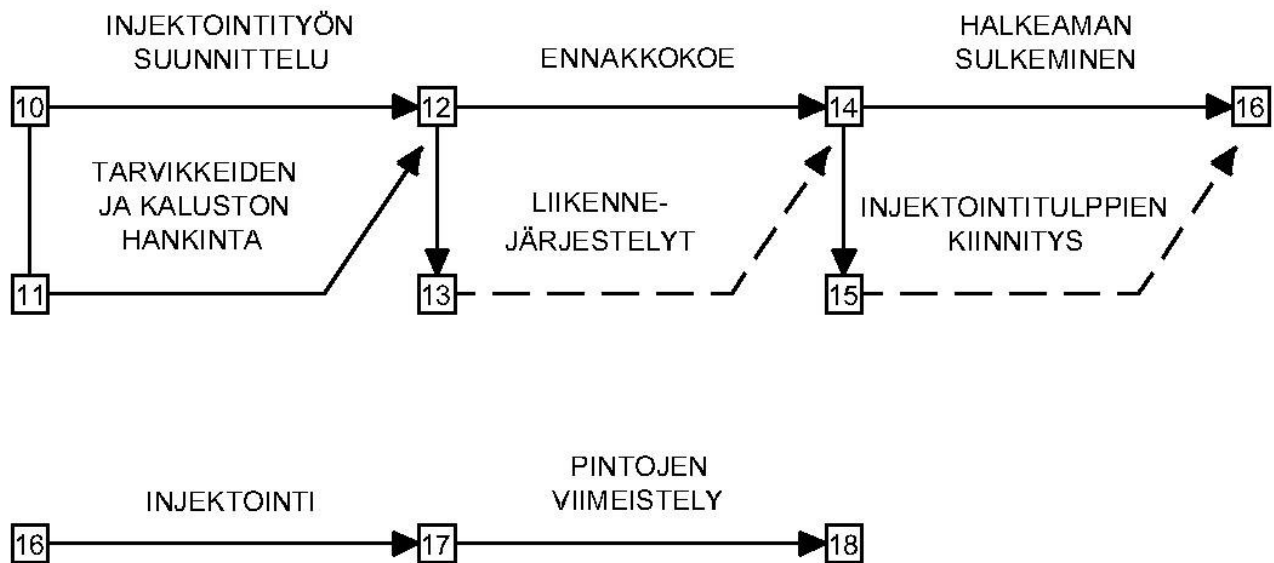 INJEKTOINTITYÖN
SUUNNITTELU
ENNAKKOKOE
HALKEAMAN
SULKEMINEN
10
12
14
16
TARVIKKEIDEN
JA KALUSTON
HANKINTA
LIIKENNE-
JÄRJESTELYT
INJEKTOINTITULPPIEN
KIINNITYS
11
13
15
INJEKTOINTI
PINTOJEN
VIIMEISTELY
16
17
18